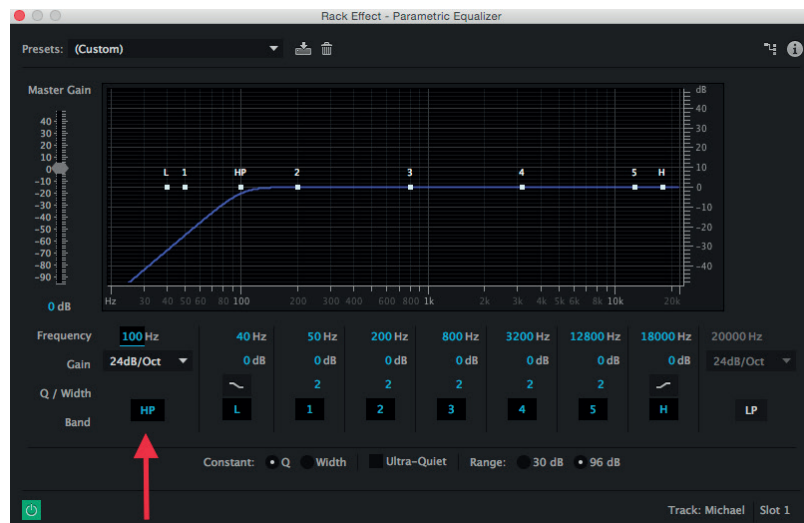 Rack Effect - Parametric Equalizer
Presets: (Custom)
Master Gain
dB
40
30
20
10
0
-10
-20
-30
-40
-50
-60
-70
-80
-90
0 dB
L 1 HP 2 3 4 5 H
40
30
20
10
0
-10
-20
-30
-40
Hz 30 40 50 60 80 100 200 300 400 600 800 1k 2k 3k 4k 5k 6k 8k 10k 20k
Frequency 100 Hz 40 Hz 50 Hz 200 Hz 800 Hz 3200 Hz 12800 Hz 18000 Hz 20000 Hz
Gain 24dB/Oct 0 dB 0 dB 0 dB 0 dB 0 dB 0 dB 0 dB 24dB/Oct
Q / Width 2 2 2 2 2
Band HP L 1 2 3 4 5 H LP
Constant: Q Width Ultra-Quiet Range: 30 dB 96 dB
Track: Michael Slot 1